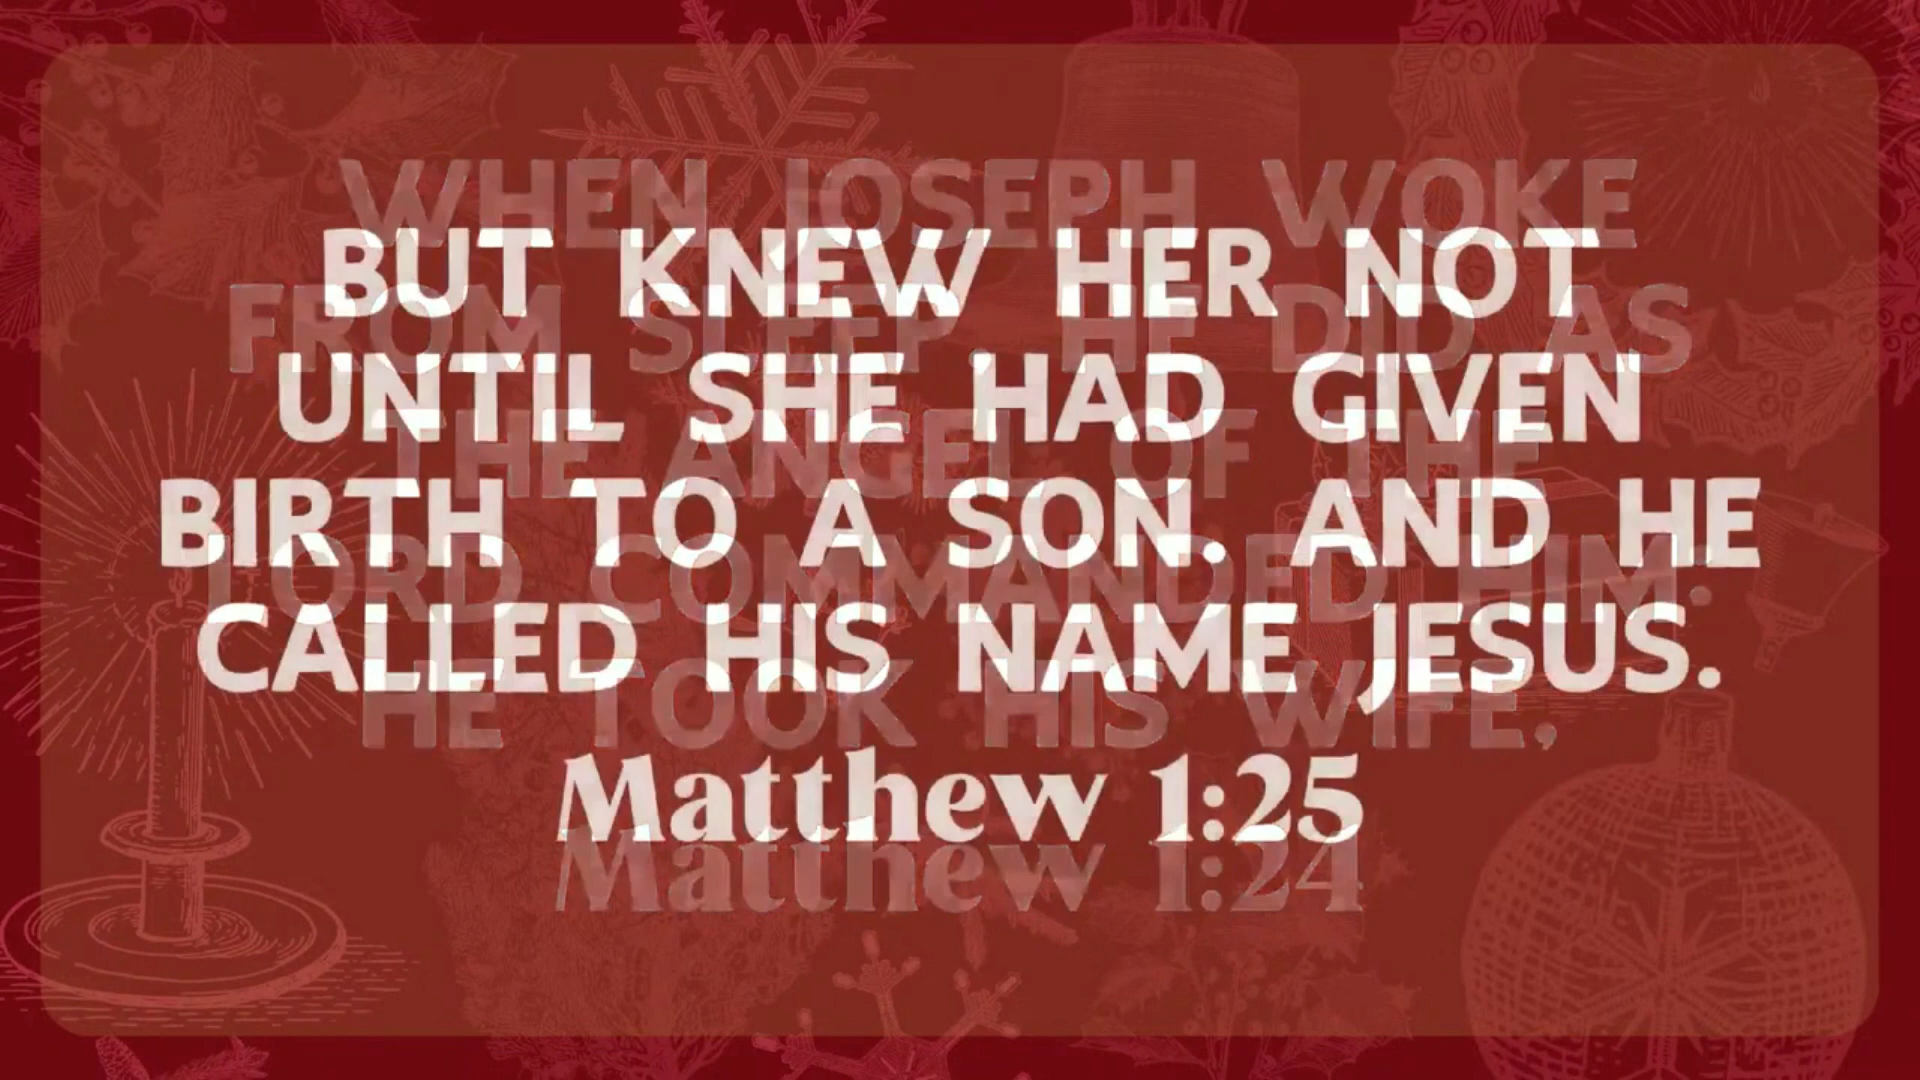 WHEN JOSEPH WOKE
FROM SLEEP, HE DID AS
THE ANGEL OF THE
LORD COMMANDED HIM:
HE TOOK HIS WIFE,
Matthew 1:24
BUT KNEW HER NOT
UNTIL SHE HAD GIVEN
BIRTH TO A SON. AND HE
CALLED HIS NAME JESUS.
Matthew 1:25